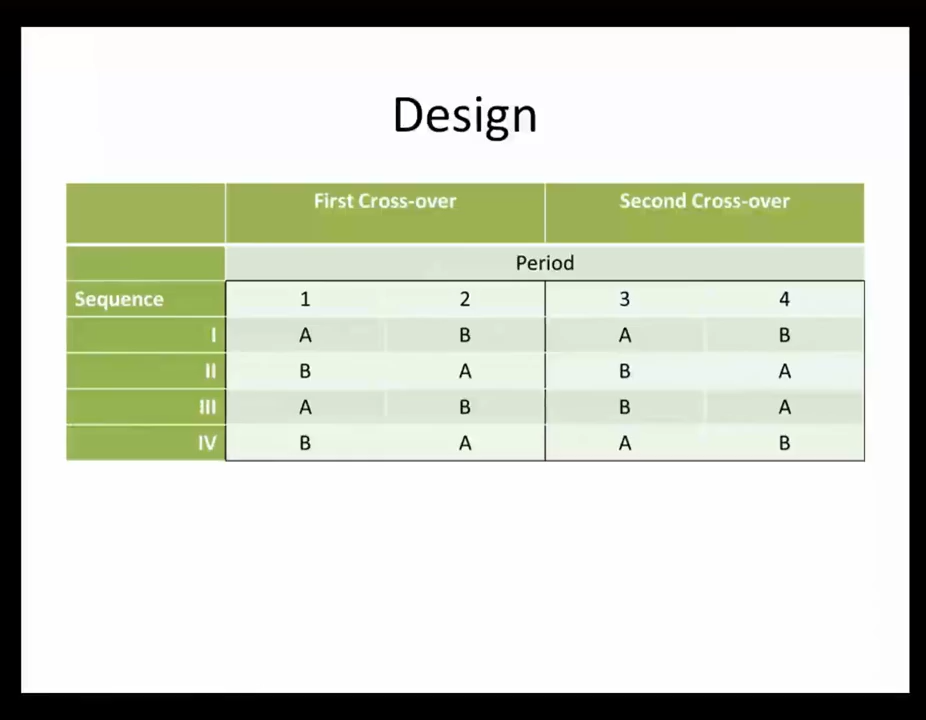 Design
First Cross-over Second Cross-over
Period
Sequence 1 2 3 4
I A B A B
II B A B A
III A B B A
IV B A A B